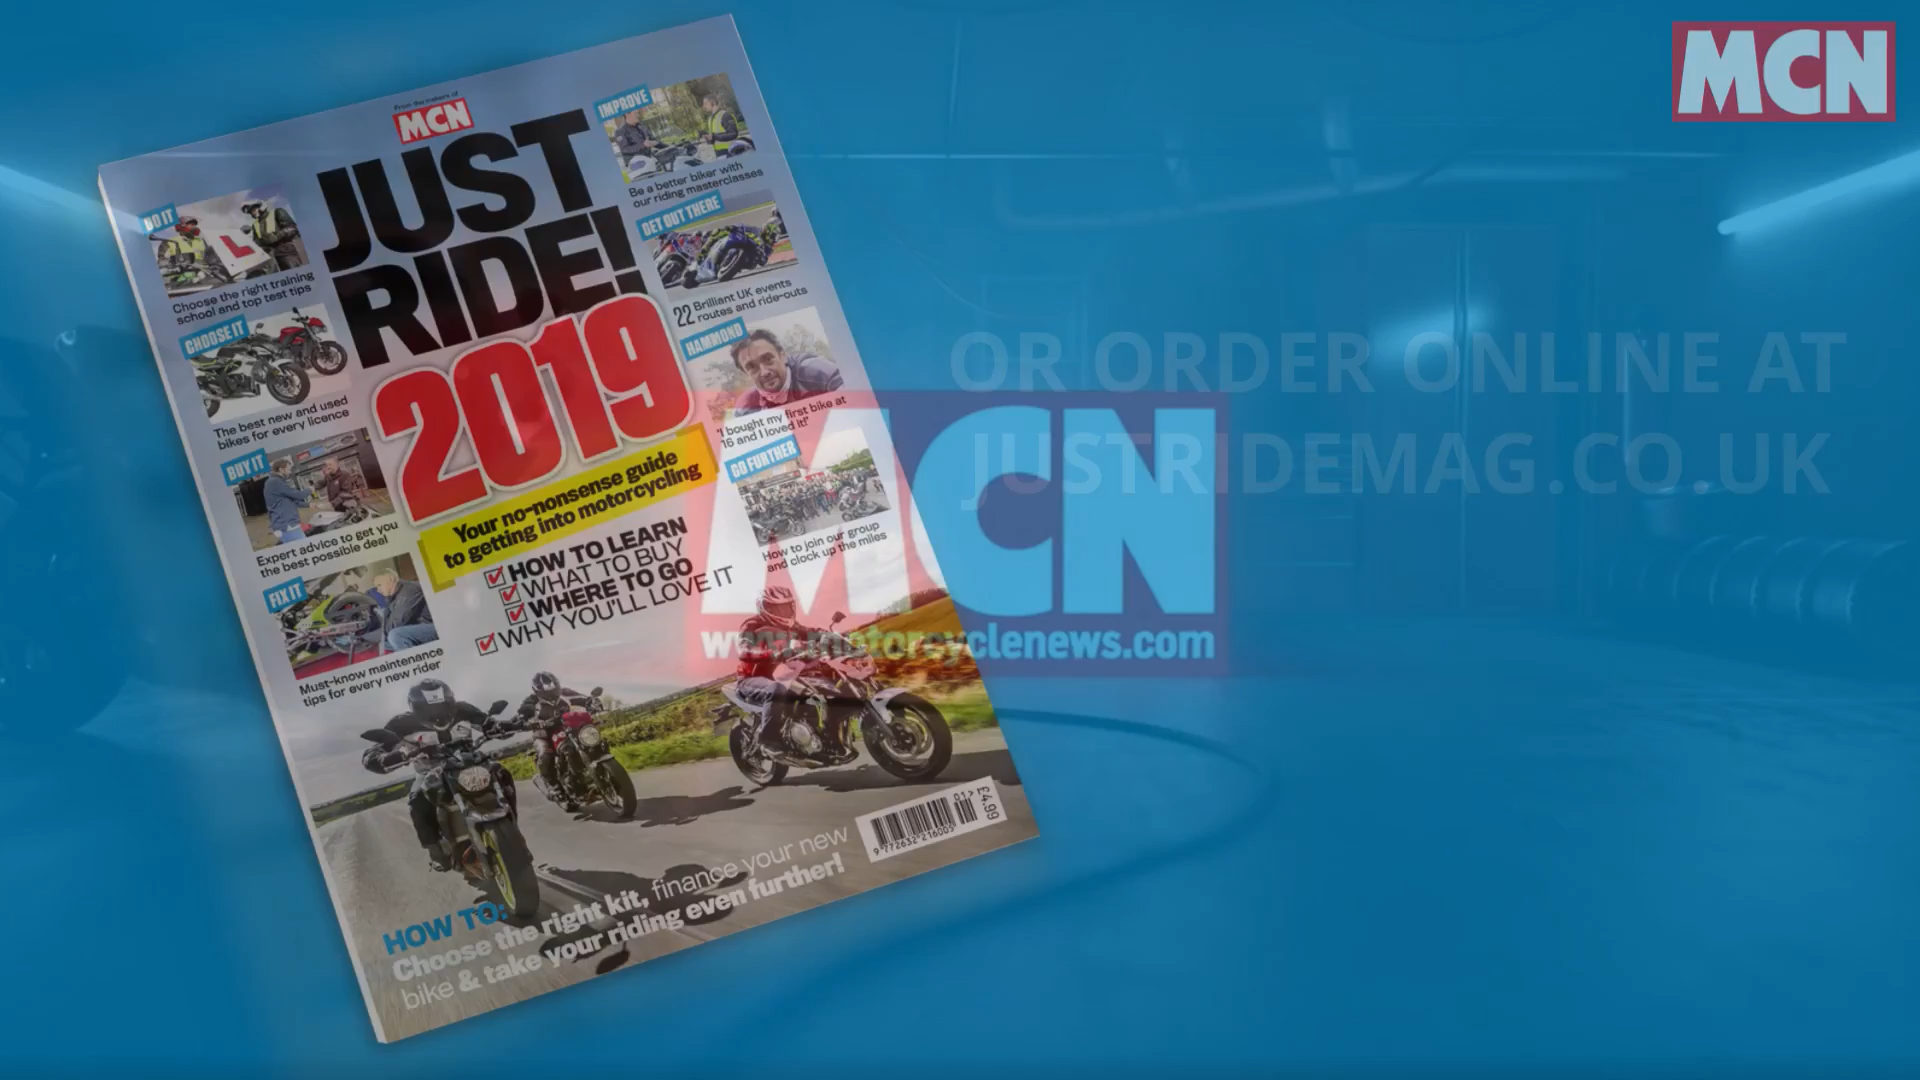 MCN
From the makers of
MCN
JUST
RIDE!
2019
Your no-nonsense guide
to getting into motorcycling
HOW TO LEARN
WHAT TO BUY
WHERE TO GO
WHY YOU'LL LOVE IT
DO IT
Choose the right training
school and top test tips
CHOOSE IT
The best new and used
bikes for every licence
BUY IT
Expert advice to get you
the best possible deal
FIX IT
Must-know maintenance
tips for every new rider
IMPROVE
Be a better biker with
our riding masterclasses
GET OUT THERE
22 Brilliant UK events
routes and ride-outs
HAMMOND
"I bought my first bike at
16 and I loved it!"
GO FURTHER
How to join our group
and clock up the miles
HOW TO:
Choose the right kit, finance your new
bike & take your riding even further!
01>
£4.99
9 772632 216005
OR ORDER ONLINE AT
JUSTRIDEMAG.CO.UK
MCN
www.motorcyclenews.com